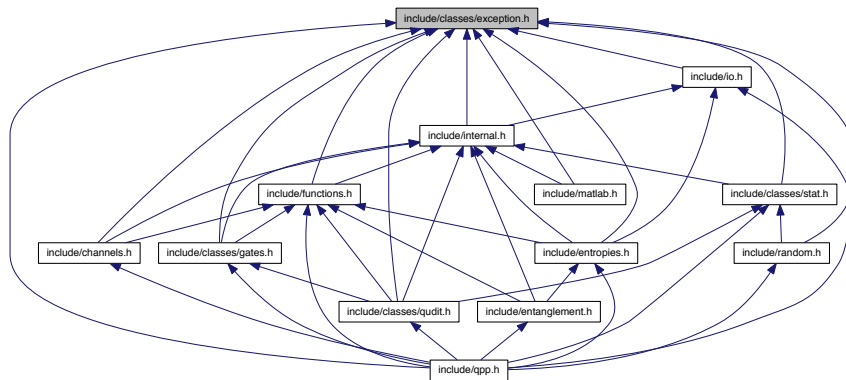 include/classes/exception.h
include/io.h
include/internal.h
include/functions.h
include/matlab.h
include/classes/stat.h
include/channels.h
include/classes/gates.h
include/entropies.h
include/random.h
include/classes/qudit.h
include/entanglement.h
include/qpp.h